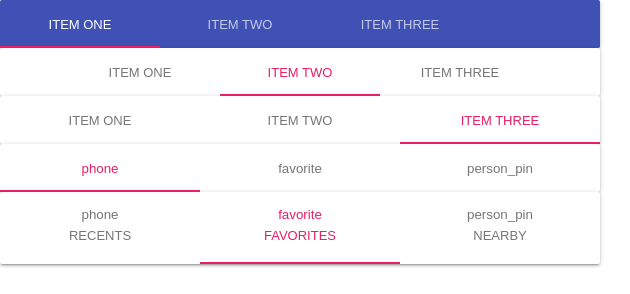 ITEM ONE ITEM TWO ITEM THREE
ITEM ONE ITEM TWO ITEM THREE
ITEM ONE ITEM TWO ITEM THREE
phone favorite person_pin
phone favorite person_pin
RECENTS FAVORITES NEARBY